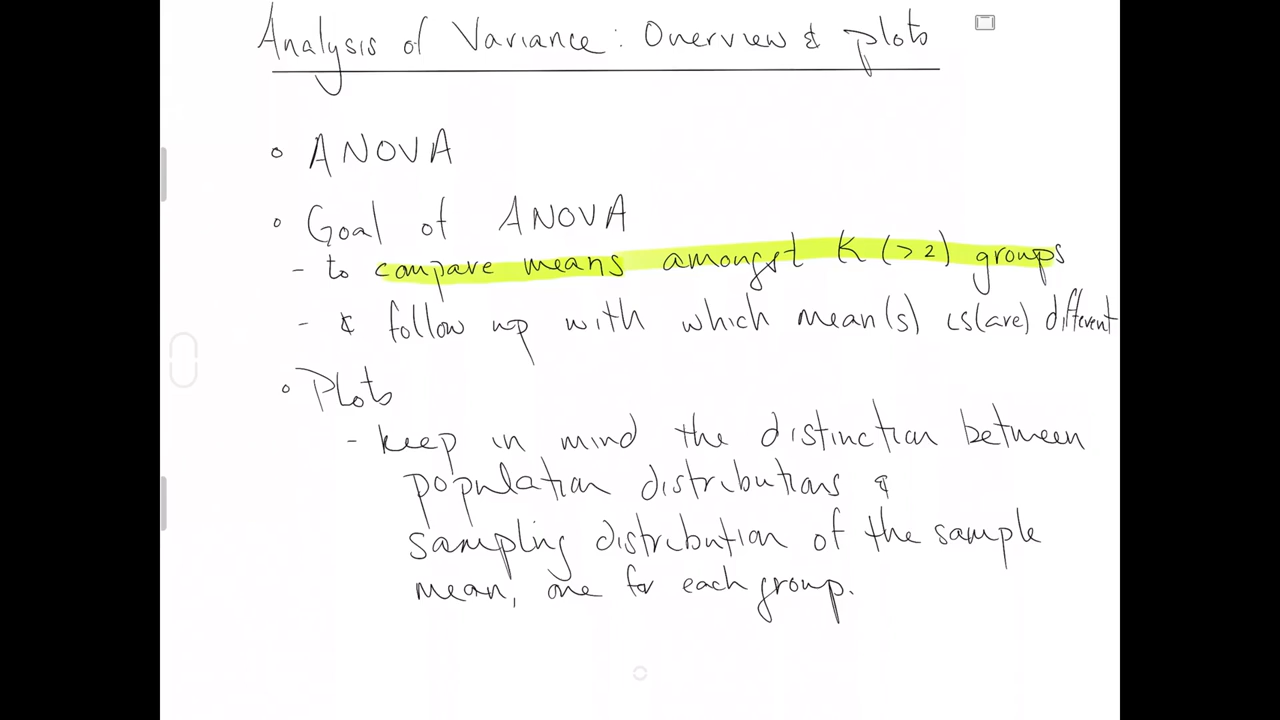 Analysis of Variance: Overview & plots
◦ ANOVA
◦ Goal of ANOVA
- to compare means amongst K (>2) groups
- & follow up with which mean(s) is(are) different
◦ Plots
- keep in mind the distinction between
population distributions &
sampling distribution of the sample
mean, one for each group.